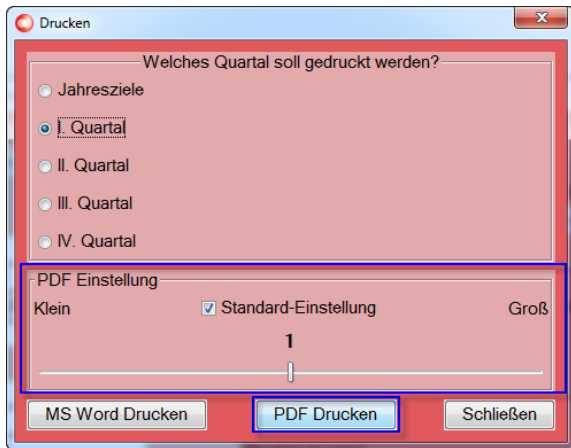 Drucken
Welches Quartal soll gedruckt werden?
Jahresziele
I. Quartal
II. Quartal
III. Quartal
IV. Quartal
PDF Einstellung
Klein Standard-Einstellung Groß
1
MS Word Drucken PDF Drucken Schließen